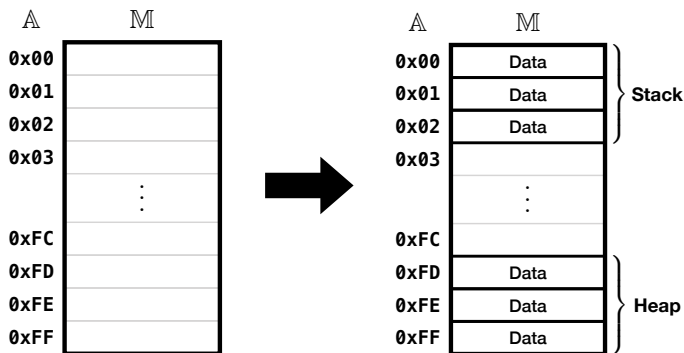 𝔸 𝕄
0x00
0x01
0x02
0x03
⋮
0xFC
0xFD
0xFE
0xFF
𝔸 𝕄
0x00 Data
0x01 Data Stack
0x02 Data
0x03
⋮
0xFC
0xFD Data
0xFE Data Heap
0xFF Data